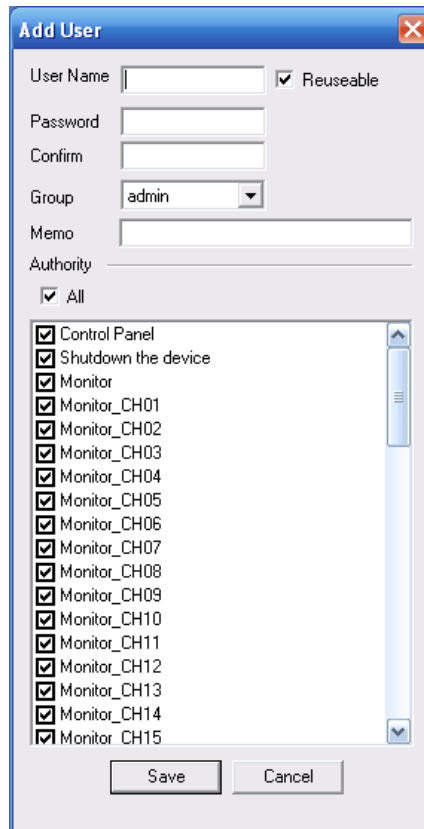 Add User
User Name Reuseable
Password
Confirm
Group admin
Memo
Authority
All
Control Panel
Shutdown the device
Monitor
Monitor_CH01
Monitor_CH02
Monitor_CH03
Monitor_CH04
Monitor_CH05
Monitor_CH06
Monitor_CH07
Monitor_CH08
Monitor_CH09
Monitor_CH10
Monitor_CH11
Monitor_CH12
Monitor_CH13
Monitor_CH14
Monitor_CH15
Save Cancel